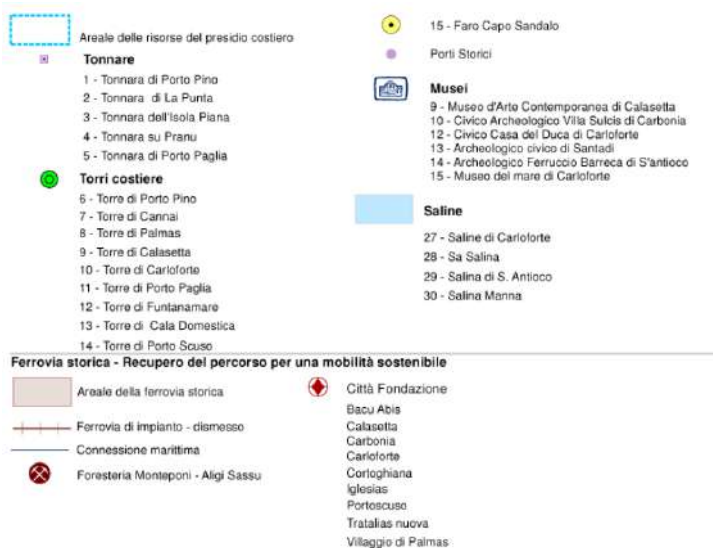 Areale delle risorse del presidio costiero
Tonnare
1 - Tonnara di Porto Pino
2 - Tonnara di La Punta
3 - Tonnara dell'Isola Piana
4 - Tonnara su Pranu
5 - Tonnara di Porto Paglia
Torri costiere
6 - Torre di Porto Pino
7 - Torre di Cannai
8 - Torre di Palmas
9 - Torre di Calasetta
10 - Torre di Carloforte
11 - Torre di Porto Paglia
12 - Torre di Funtanamare
13 - Torre di Cala Domestica
14 - Torre di Porto Scuso
15 - Faro Capo Sandalo
Porti Storici
Musei
9 - Museo d'Arte Contemporanea di Calasetta
10 - Civico Archeologico Villa Sulcis di Carbonia
12 - Civico Casa del Duca di Carloforte
13 - Archeologico civico di Santadi
14 - Archeologico Ferruccio Barreca di S'antioco
15 - Museo del mare di Carloforte
Saline
27 - Saline di Carloforte
28 - Sa Salina
29 - Salina di S. Antioco
30 - Salina Manna
Ferrovia storica - Recupero del percorso per una mobilità sostenibile
Areale della ferrovia storica
Ferrovia di impianto - dismesso
Connessione marittima
Foresteria Monteponi - Aligi Sassu
Città Fondazione
Bacu Abis
Calasetta
Carbonia
Carloforte
Cortoghiana
Iglesias
Portoscuso
Tratalias nuova
Villaggio di Palmas